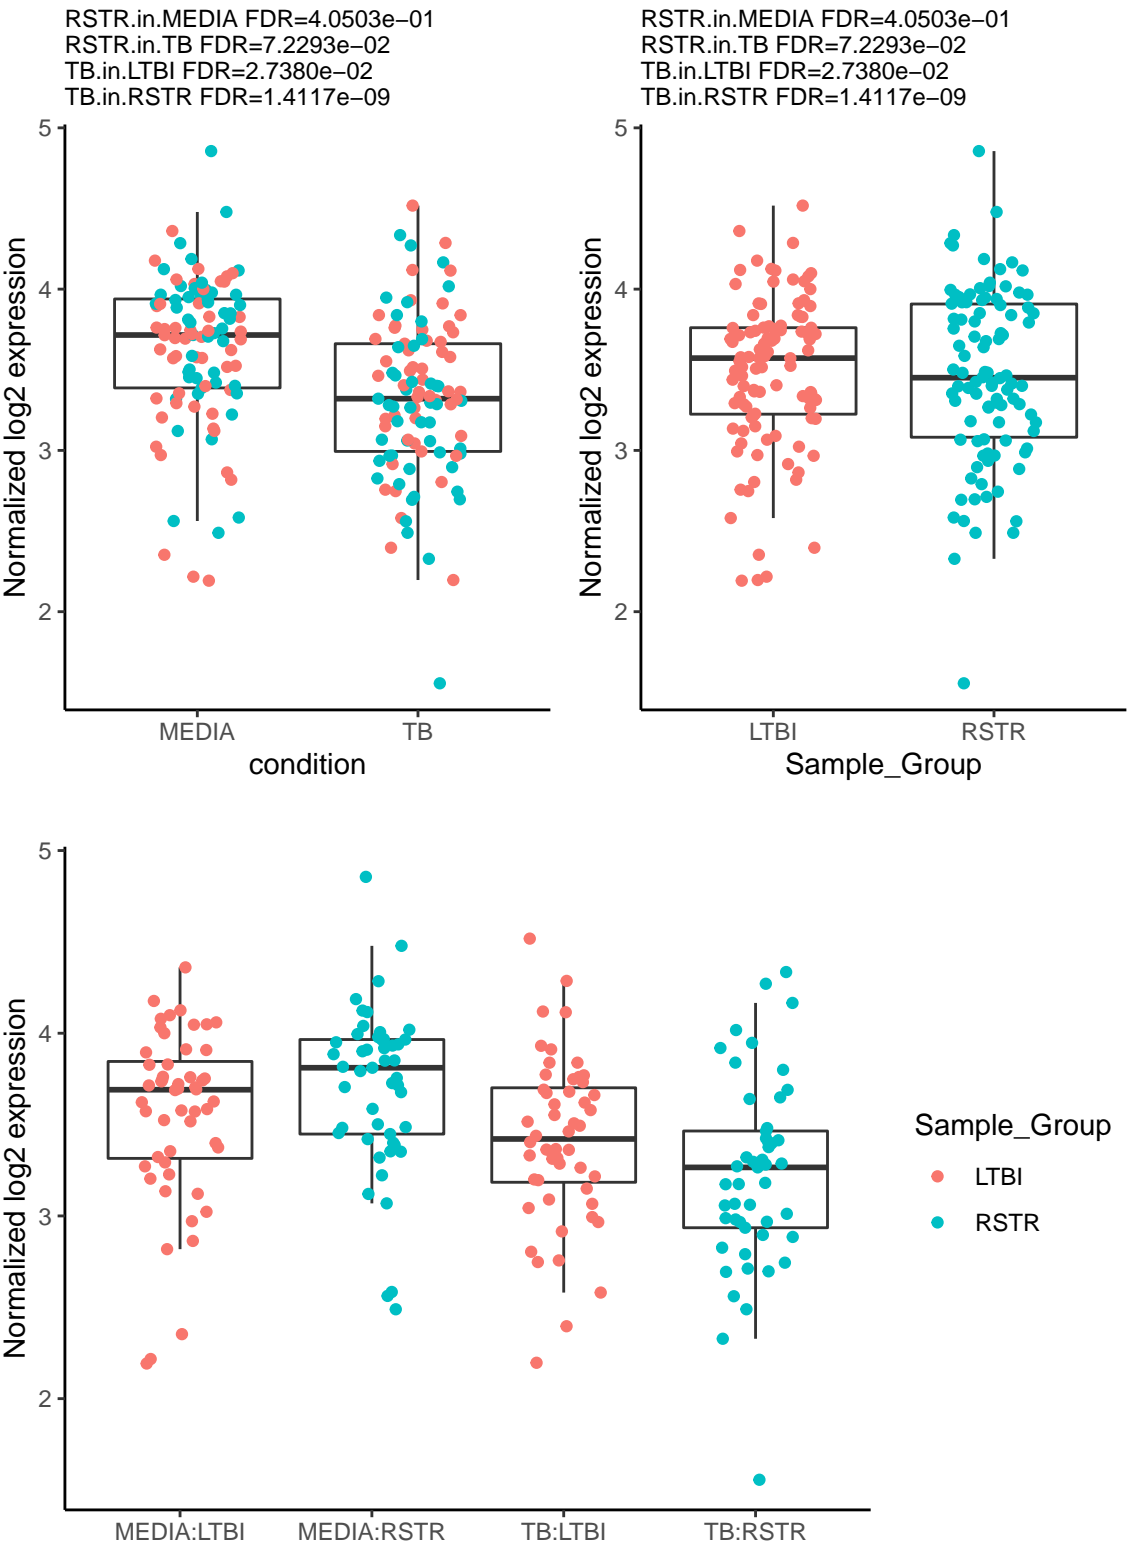 RSTR.in.MEDIA FDR=4.0503e−01
RSTR.in.TB FDR=7.2293e−02
TB.in.LTBI FDR=2.7380e−02
TB.in.RSTR FDR=1.4117e−09
5
4
3
2
Normalized log2 expression
MEDIA TB
condition
RSTR.in.MEDIA FDR=4.0503e−01
RSTR.in.TB FDR=7.2293e−02
TB.in.LTBI FDR=2.7380e−02
TB.in.RSTR FDR=1.4117e−09
5
4
3
2
Normalized log2 expression
LTBI RSTR
Sample_Group
5
4
3
2
Normalized log2 expression
MEDIA:LTBI MEDIA:RSTR TB:LTBI TB:RSTR
Sample_Group
LTBI
RSTR